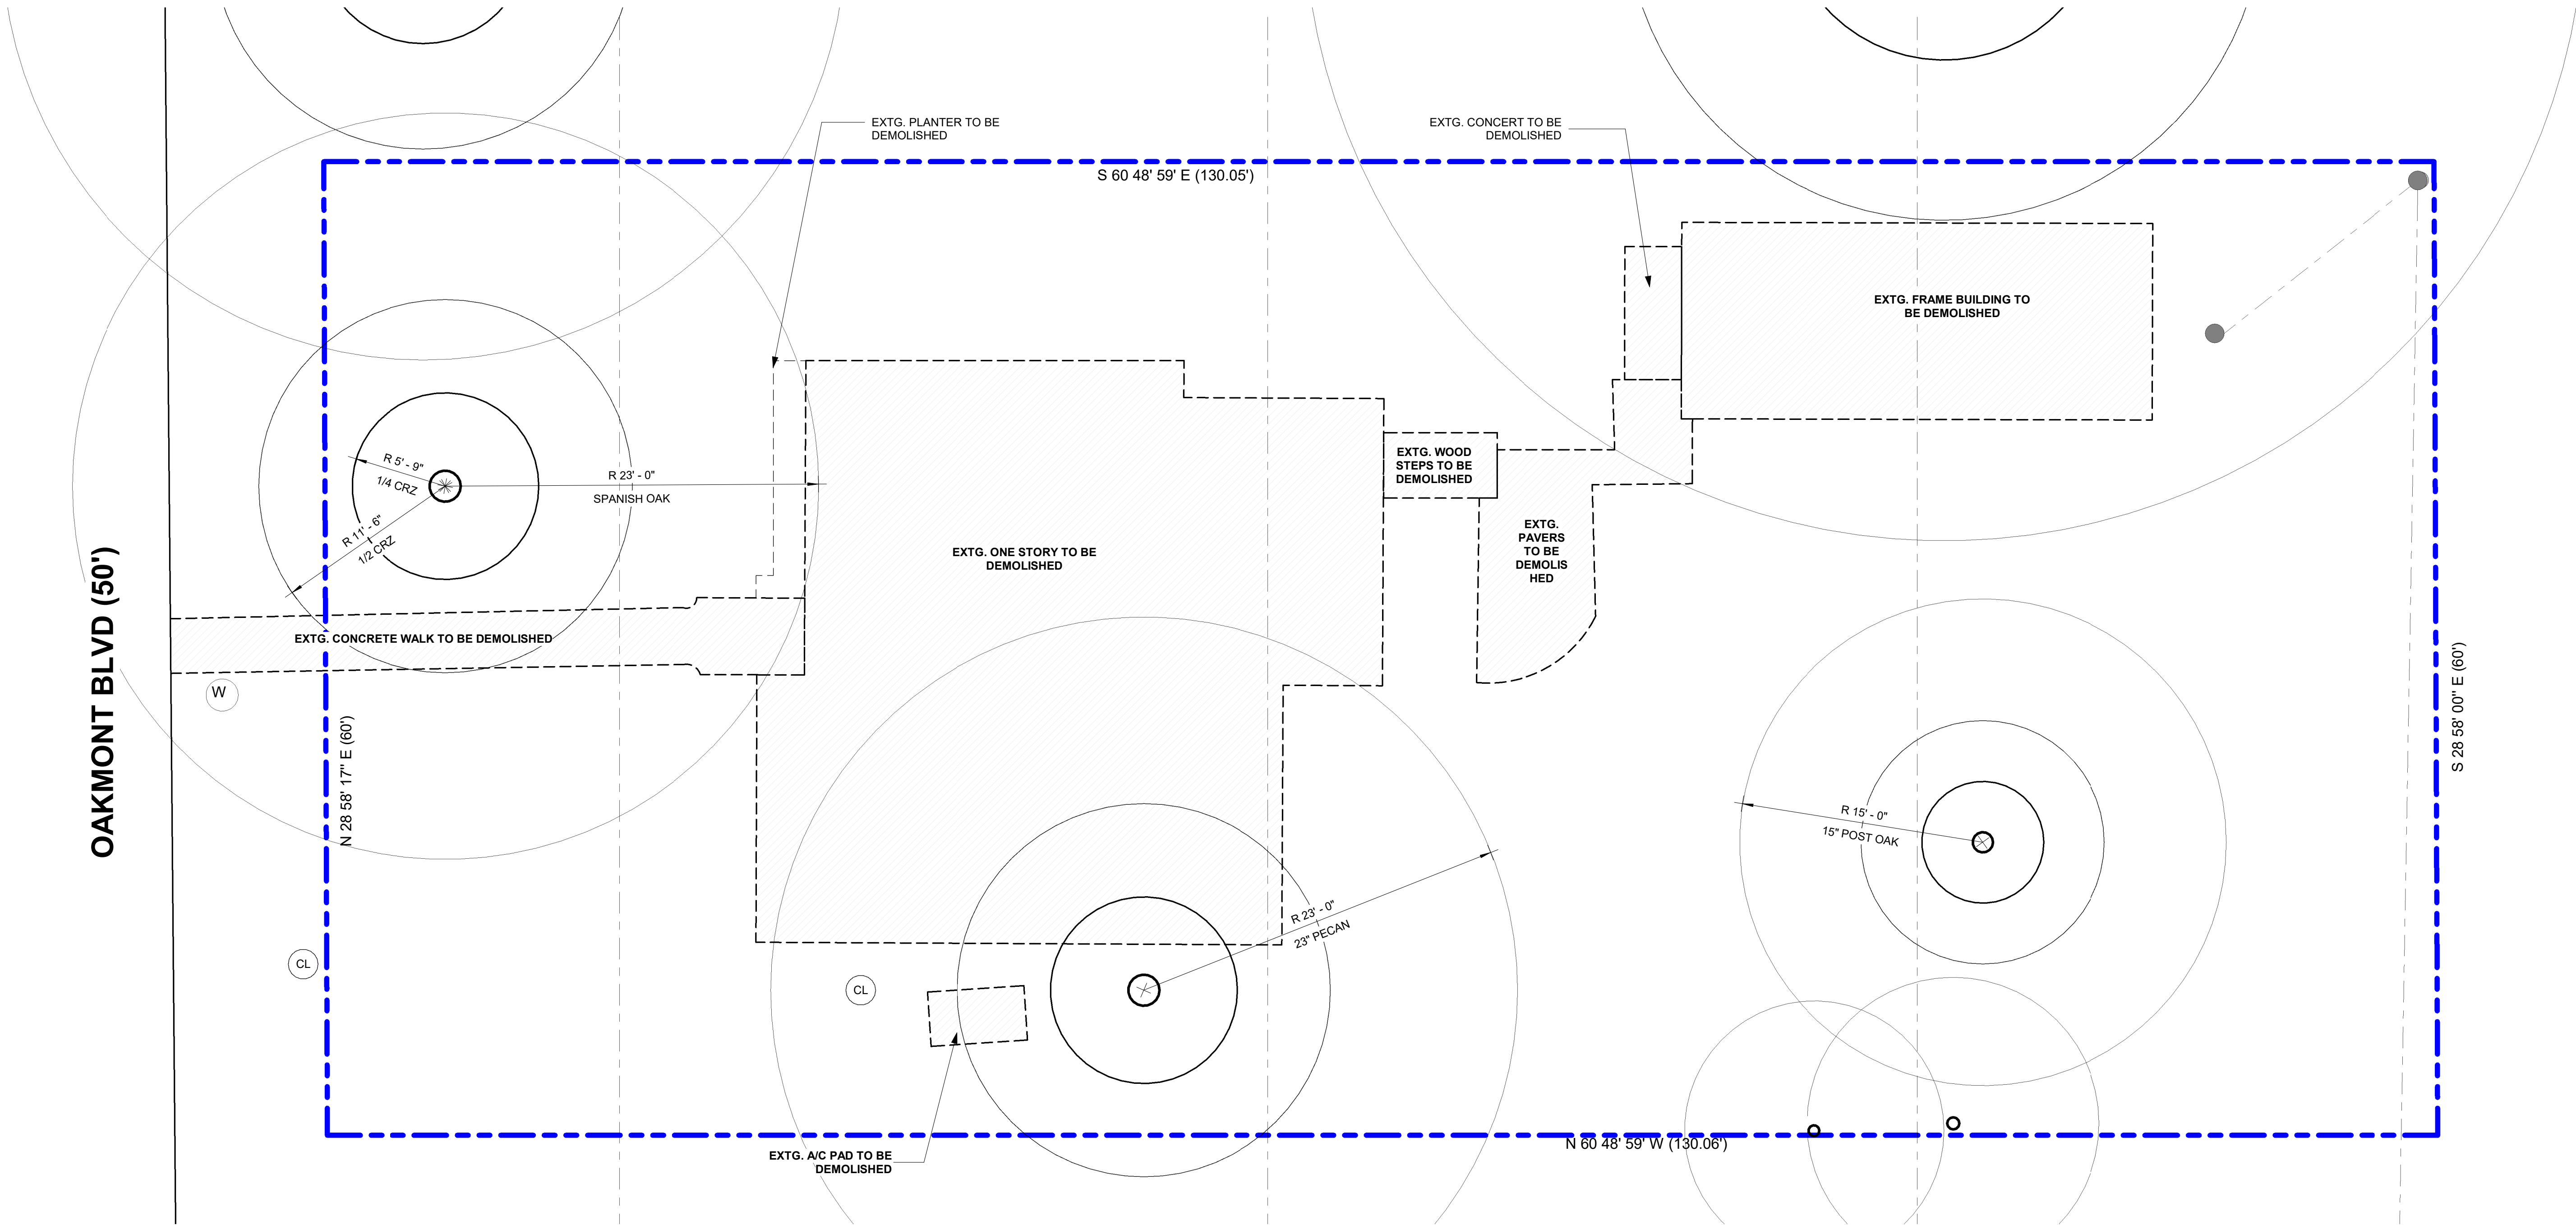 EXTG. PLANTER TO BE
DEMOLISHED
EXTG. CONCERT TO BE
DEMOLISHED
S 60 48' 59' E (130.05')
EXTG. FRAME BUILDING TO
BE DEMOLISHED
R 5' - 9"
1/4 CRZ
R 23' - 0"
SPANISH OAK
R 11' - 6"
1/2 CRZ
EXTG. WOOD
STEPS TO BE
DEMOLISHED
EXTG.
PAVERS
TO BE
DEMOLIS
HED
EXTG. ONE STORY TO BE
DEMOLISHED
OAKMONT BLVD (50')
EXTG. CONCRETE WALK TO BE DEMOLISHED
W
N 28 58' 17" E (60')
S 28 58' 00" E (60')
R 15' - 0"
15" POST OAK
R 23' - 0"
23" PECAN
CL
CL
EXTG. A/C PAD TO BE
DEMOLISHED
N 60 48' 59' W (130.06')